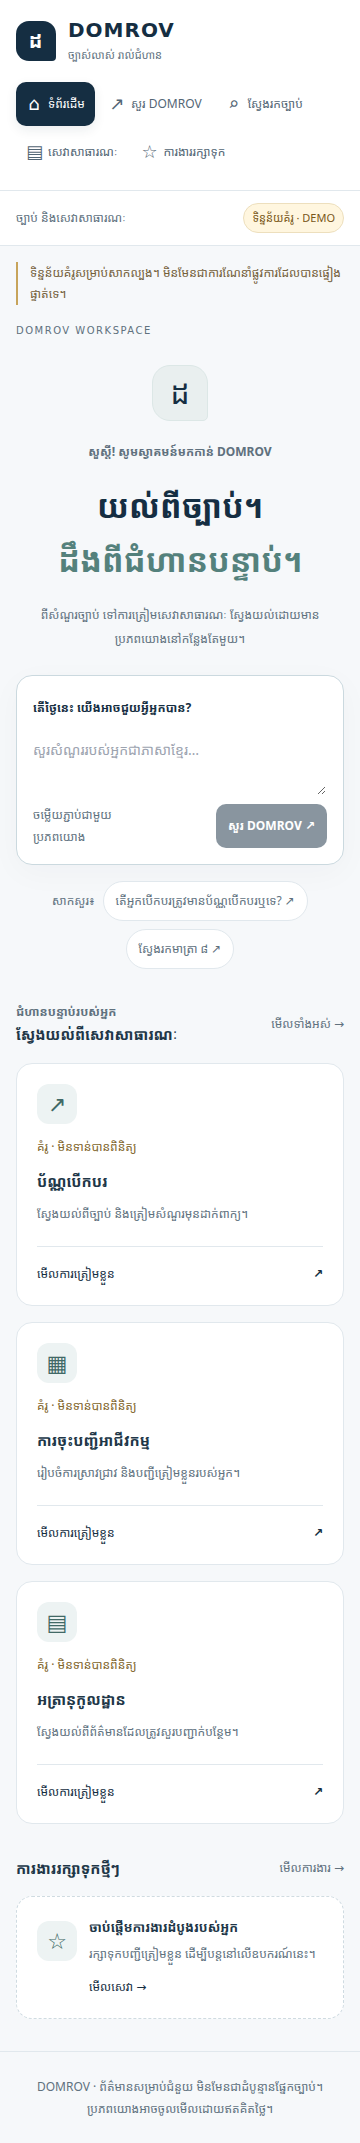 ដ
DOMROV
ច្បាស់លាស់ រាល់ជំហាន
ទំព័រដើម
សួរ DOMROV
ស្វែងរកច្បាប់
សេវាសាធារណៈ
ការងាររក្សាទុក
ច្បាប់ និងសេវាសាធារណៈ
ទិន្នន័យគំរូ · DEMO
ទិន្នន័យគំរូសម្រាប់សាកល្បង។ មិនមែនជាការណែនាំផ្លូវការដែលបានផ្ទៀង
ផ្ទាត់ទេ។
DOMROV WORKSPACE
ដ
សួស្តី! សូមស្វាគមន៍មកកាន់ DOMROV
យល់ពីច្បាប់។
ដឹងពីជំហានបន្ទាប់។
ពីសំណួរច្បាប់ ទៅការត្រៀមសេវាសាធារណៈ ស្វែងយល់ដោយមាន
ប្រភពយោងនៅកន្លែងតែមួយ។
តើថ្ងៃនេះ យើងអាចជួយអ្វីអ្នកបាន?
សួរសំណួររបស់អ្នកជាភាសាខ្មែរ...
ចម្លើយភ្ជាប់ជាមួយ
ប្រភពយោង
សួរ DOMROV ↗
សាកសួរ៖
តើអ្នកបើកបរត្រូវមានប័ណ្ណបើកបរឬទេ? ↗
ស្វែងរកមាត្រា ៨ ↗
ជំហានបន្ទាប់របស់អ្នក
ស្វែងយល់ពីសេវាសាធារណៈ
មើលទាំងអស់ →
គំរូ · មិនទាន់បានពិនិត្យ
ប័ណ្ណបើកបរ
ស្វែងយល់ពីច្បាប់ និងត្រៀមសំណួរមុនដាក់ពាក្យ។
មើលការត្រៀមខ្លួន ↗
គំរូ · មិនទាន់បានពិនិត្យ
ការចុះបញ្ជីអាជីវកម្ម
រៀបចំការស្រាវជ្រាវ និងបញ្ជីត្រៀមខ្លួនរបស់អ្នក។
មើលការត្រៀមខ្លួន ↗
គំរូ · មិនទាន់បានពិនិត្យ
អត្រានុកូលដ្ឋាន
ស្វែងយល់ពីព័ត៌មានដែលត្រូវសួរបញ្ជាក់បន្ថែម។
មើលការត្រៀមខ្លួន ↗
ការងាររក្សាទុកថ្មីៗ
មើលការងារ →
ចាប់ផ្តើមការងារដំបូងរបស់អ្នក
រក្សាទុកបញ្ជីត្រៀមខ្លួន ដើម្បីបន្តនៅលើឧបករណ៍នេះ។
មើលសេវា →
DOMROV · ព័ត៌មានសម្រាប់ជំនួយ មិនមែនជាដំបូន្មានផ្នែកច្បាប់។
ប្រភពយោងអាចចូលមើលដោយឥតគិតថ្លៃ។